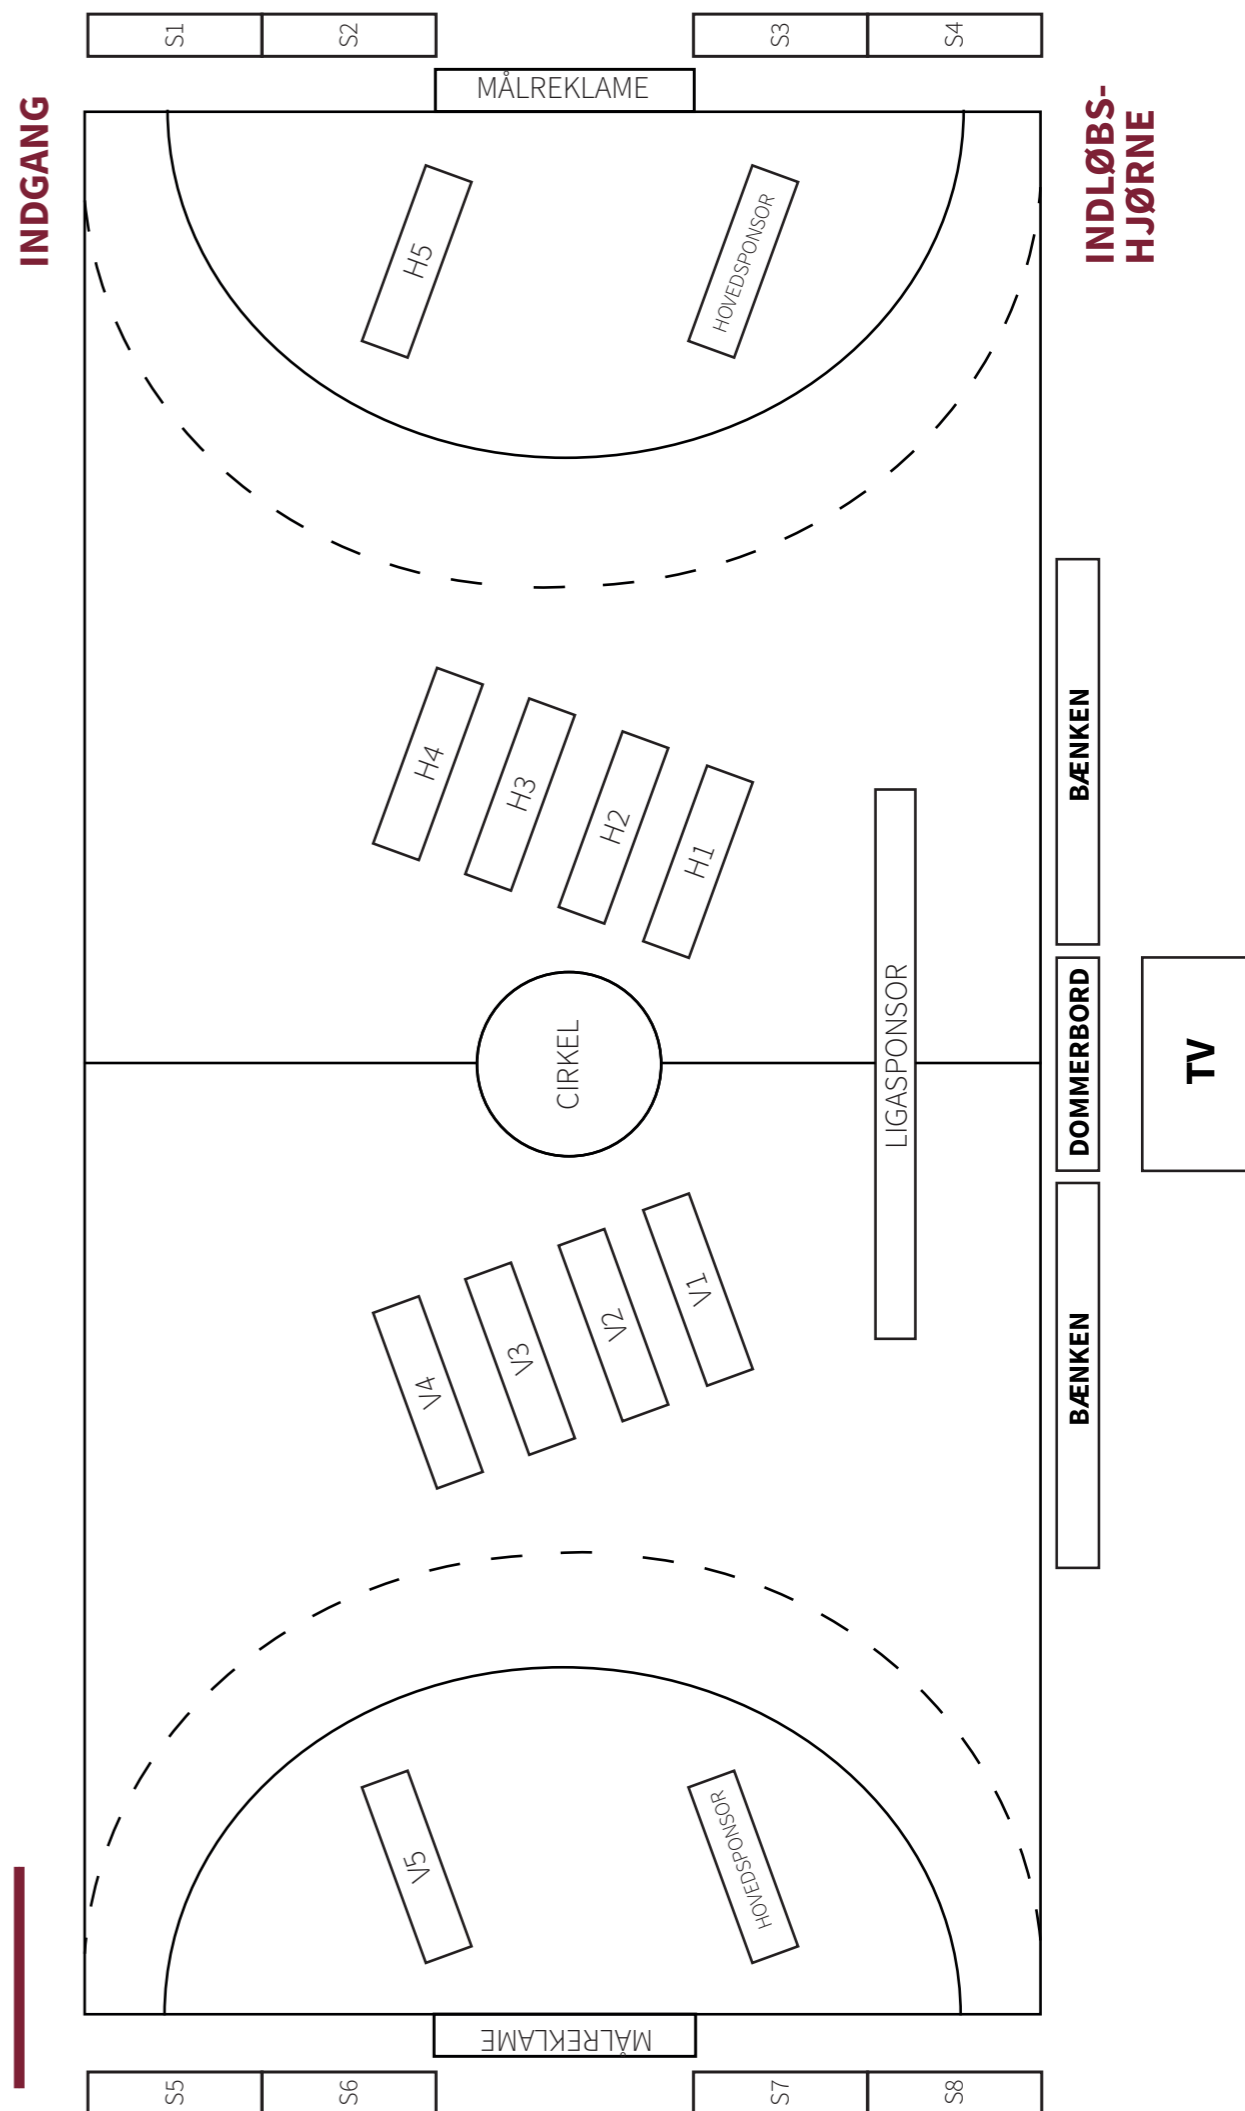 S1
S2
S3
S4
MÅLREKLAME
INDGANG
INDLØBS-
HJØRNE
H5
HOVEDSPONSOR
H4
H3
H2
H1
BÆNKEN
CIRKEL
LIGASPONSOR
DOMMERBORD
TV
V1
V2
V3
V4
BÆNKEN
V5
HOVEDSPONSOR
MÅLREKLAME
S5
S6
S7
S8